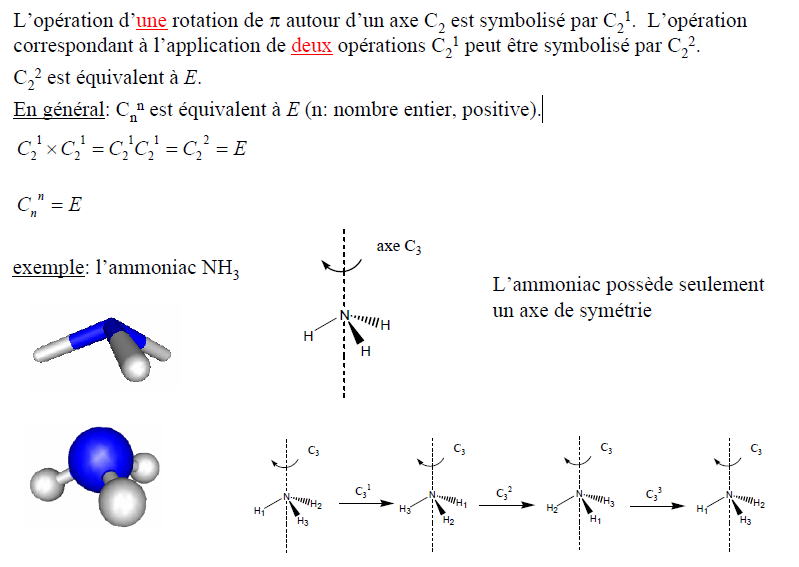 L’opération d’une rotation de π autour d’un axe C₂ est symbolisé par C₂¹. L’opération
correspondant à l’application de deux opérations C₂¹ peut être symbolisé par C₂².
C₂² est équivalent à E.
En général: Cₙⁿ est équivalent à E (n: nombre entier, positive).
C₂¹ × C₂¹ = C₂¹C₂¹ = C₂² = E
Cₙⁿ = E
axe C₃
exemple: l’ammoniac NH₃
L’ammoniac possède seulement
un axe de symétrie
N
H
H
H
C₃
C₃
C₃
C₃
C₃¹
C₃²
C₃³
N
H₁
H₂
H₃
N
H₃
H₁
H₂
N
H₂
H₃
H₁
N
H₁
H₂
H₃